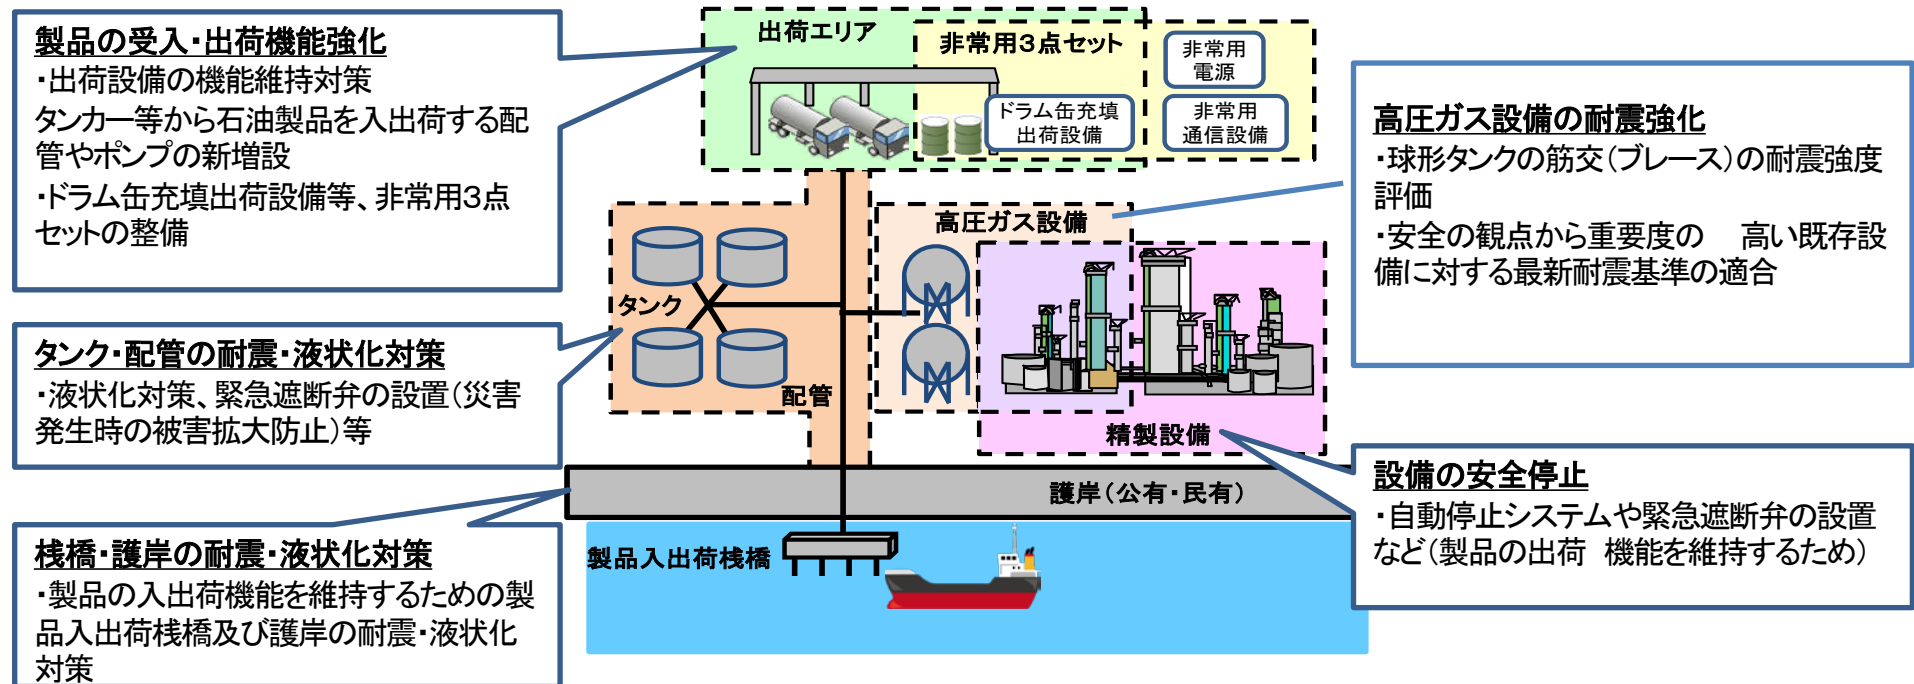 製品の受入・出荷機能強化
・出荷設備の機能維持対策
タンカー等から石油製品を入出荷する配
管やポンプの新増設
・ドラム缶充填出荷設備等、非常用3点
セットの整備
タンク・配管の耐震・液状化対策
・液状化対策、緊急遮断弁の設置（災害
発生時の被害拡大防止）等
桟橋・護岸の耐震・液状化対策
・製品の入出荷機能を維持するための製
品入出荷桟橋及び護岸の耐震・液状化
対策
出荷エリア
非常用3点セット
非常用
電源
ドラム缶充填
出荷設備
非常用
通信設備
高圧ガス設備
タンク
配管
精製設備
護岸（公有・民有）
製品入出荷桟橋
高圧ガス設備の耐震強化
・球形タンクの筋交（ブレース）の耐震強度
評価
・安全の観点から重要度の　高い既存設
備に対する最新耐震基準の適合
設備の安全停止
・自動停止システムや緊急遮断弁の設置
など（製品の出荷　機能を維持するため）